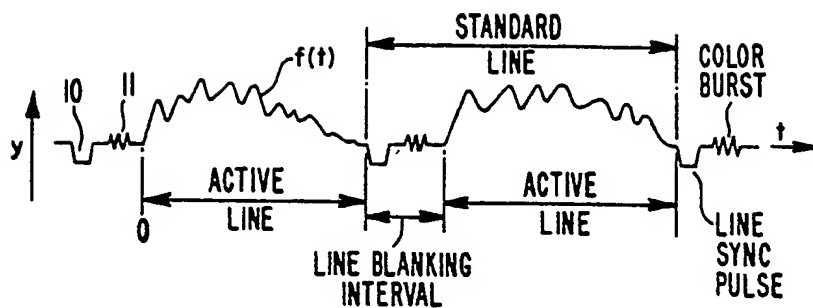 STANDARD
LINE
COLOR
BURST
f(t)
10
11
y
t
0
ACTIVE
LINE
LINE BLANKING
INTERVAL
ACTIVE
LINE
LINE
SYNC
PULSE